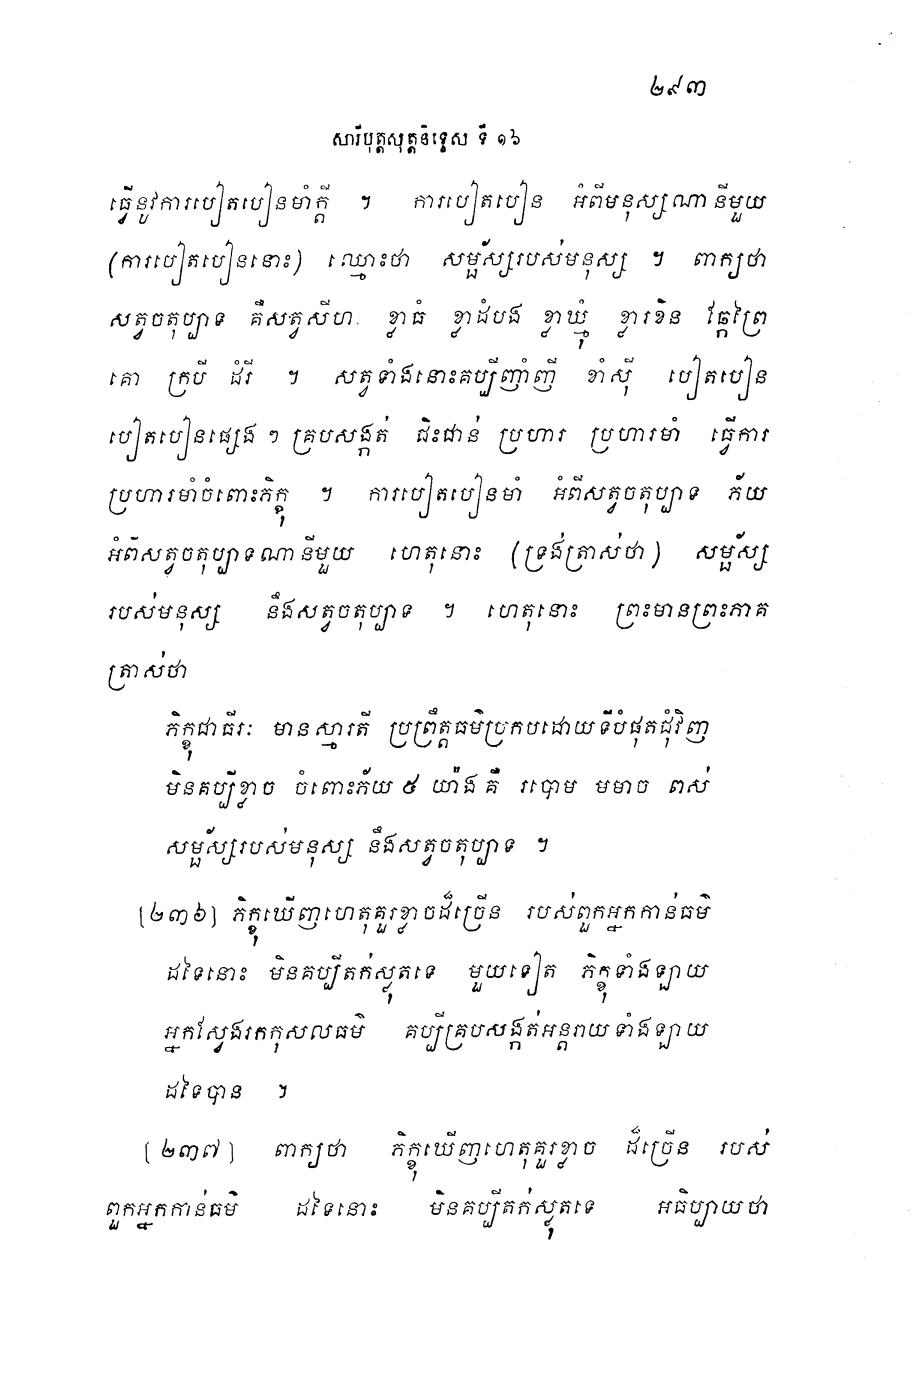 ២៩៣
សារីបុត្តសុត្តនិទ្ទេស ទី ១៦
ធ្វើនូវការបៀតបៀនមាំក្ដី ។ ការបៀតបៀន អំពីមនុស្សណានីមួយ
(ការបៀតបៀននោះ) ឈ្មោះថា សម្ផ័ស្សរបស់មនុស្ស ។ ពាក្យថា
សត្វចតុប្បាទ គឺសត្វសីហៈ ខ្លាធំ ខ្លាដំបង ខ្លាឃ្មុំ ខ្លារខិន ឆ្កែព្រៃ
គោ ក្របី ដំរី ។ សត្វទាំងនោះគប្បីញាំញី ខាំស៊ី បៀតបៀន
បៀតបៀនផ្សេង ៗ គ្របសង្កត់ ជិះជាន់ ប្រហារ ប្រហារមាំ ធ្វើការ
ប្រហារមាំចំពោះភិក្ខុ ។ ការបៀតបៀនមាំ អំពីសត្វចតុប្បាទ ភ័យ
អំពីសត្វចតុប្បាទណានីមួយ ហេតុនោះ (ទ្រង់ត្រាស់ថា) សម្ផ័ស្ស
របស់មនុស្ស នឹងសត្វចតុប្បាទ ។ ហេតុនោះ ព្រះមានព្រះភាគ
ត្រាស់ថា
ភិក្ខុជាធីរៈ មានស្មារតី ប្រព្រឹត្តធម៌ប្រកបដោយទីបំផុតជុំវិញ
មិនគប្បីខ្លាច ចំពោះភ័យ ៥ យ៉ាង គឺ របោម មមាច ពស់
សម្ផ័ស្សរបស់មនុស្ស នឹងសត្វចតុប្បាទ ។
[២៣៦] ភិក្ខុឃើញហេតុគួរខ្លាចដ៏ច្រើន របស់ពួកអ្នកកាន់ធម៌
ដទៃនោះ មិនគប្បីតក់ស្លុតទេ មួយទៀត ភិក្ខុទាំងឡាយ
អ្នកស្វែងរកកុសលធម៌ គប្បីគ្របសង្កត់អន្តរាយទាំងឡាយ
ដទៃបាន ។
[២៣៧] ពាក្យថា ភិក្ខុឃើញហេតុគួរខ្លាច ដ៏ច្រើន របស់
ពួកអ្នកកាន់ធម៌ ដទៃនោះ មិនគប្បីតក់ស្លុតទេ អធិប្បាយថា